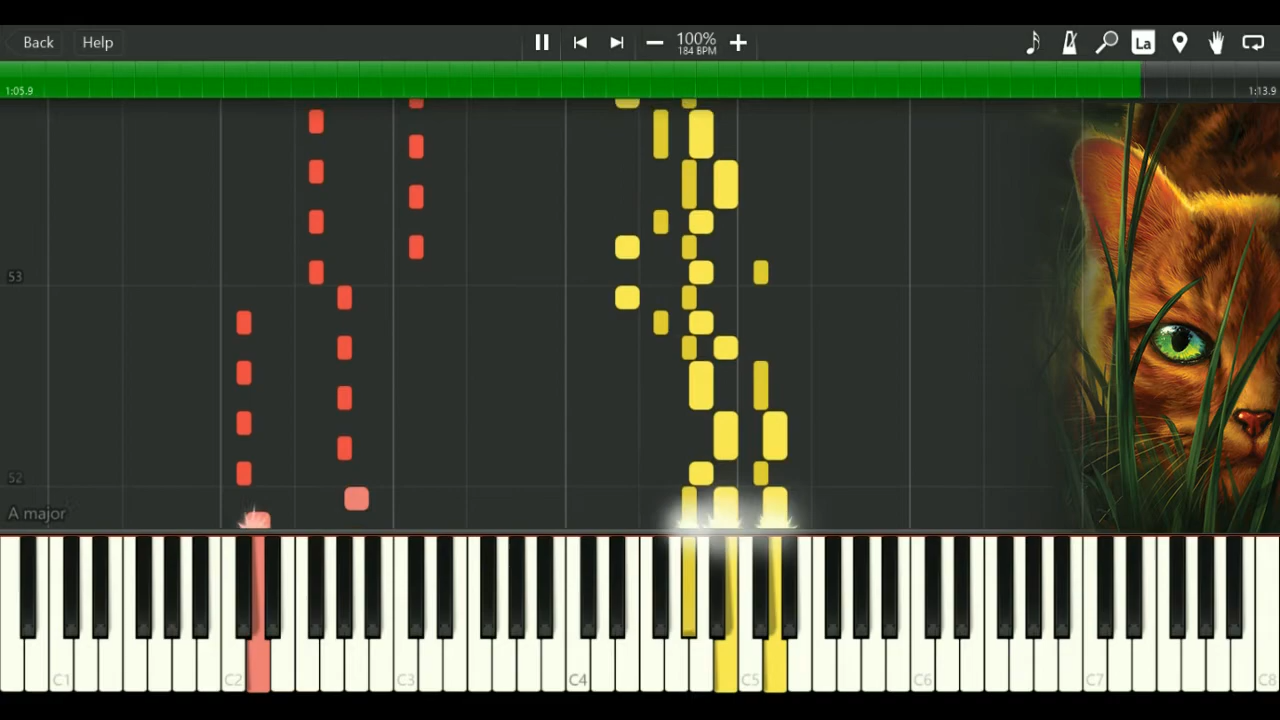 Back
Help
100%
184 BPM
La
1:05.9
1:13.9
53
52
A major
C1
C2
C3
C4
C5
C6
C7
C8